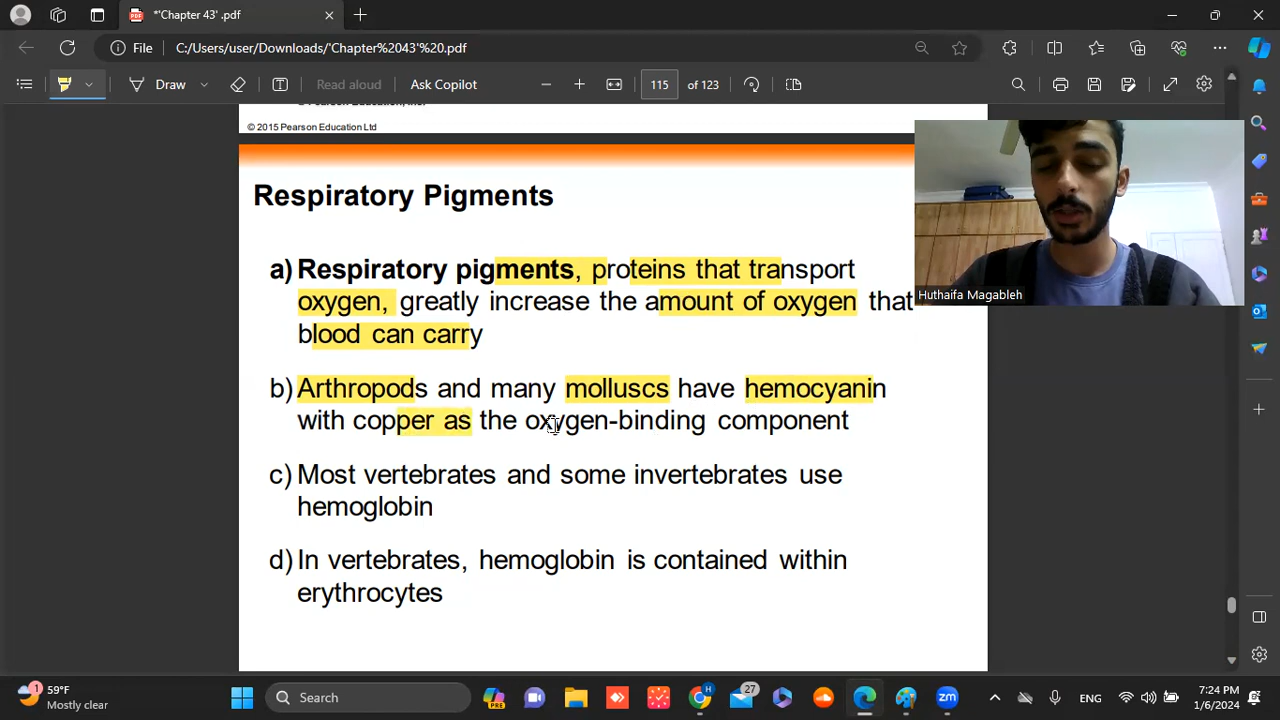 *'Chapter 43' .pdf
File
C:/Users/user/Downloads/'Chapter%2043'%20.pdf
Draw
Read aloud
Ask Copilot
115
of 123
© 2015 Pearson Education Ltd
Respiratory Pigments
a) Respiratory pigments, proteins that transport
oxygen, greatly increase the amount of oxygen that
blood can carry
b) Arthropods and many molluscs have hemocyanin
with copper as the oxygen-binding component
c) Most vertebrates and some invertebrates use
hemoglobin
d) In vertebrates, hemoglobin is contained within
erythrocytes
Huthaifa Magableh
1
59°F
Mostly clear
Search
PRE
H
27
zm
ENG
7:24 PM
1/6/2024